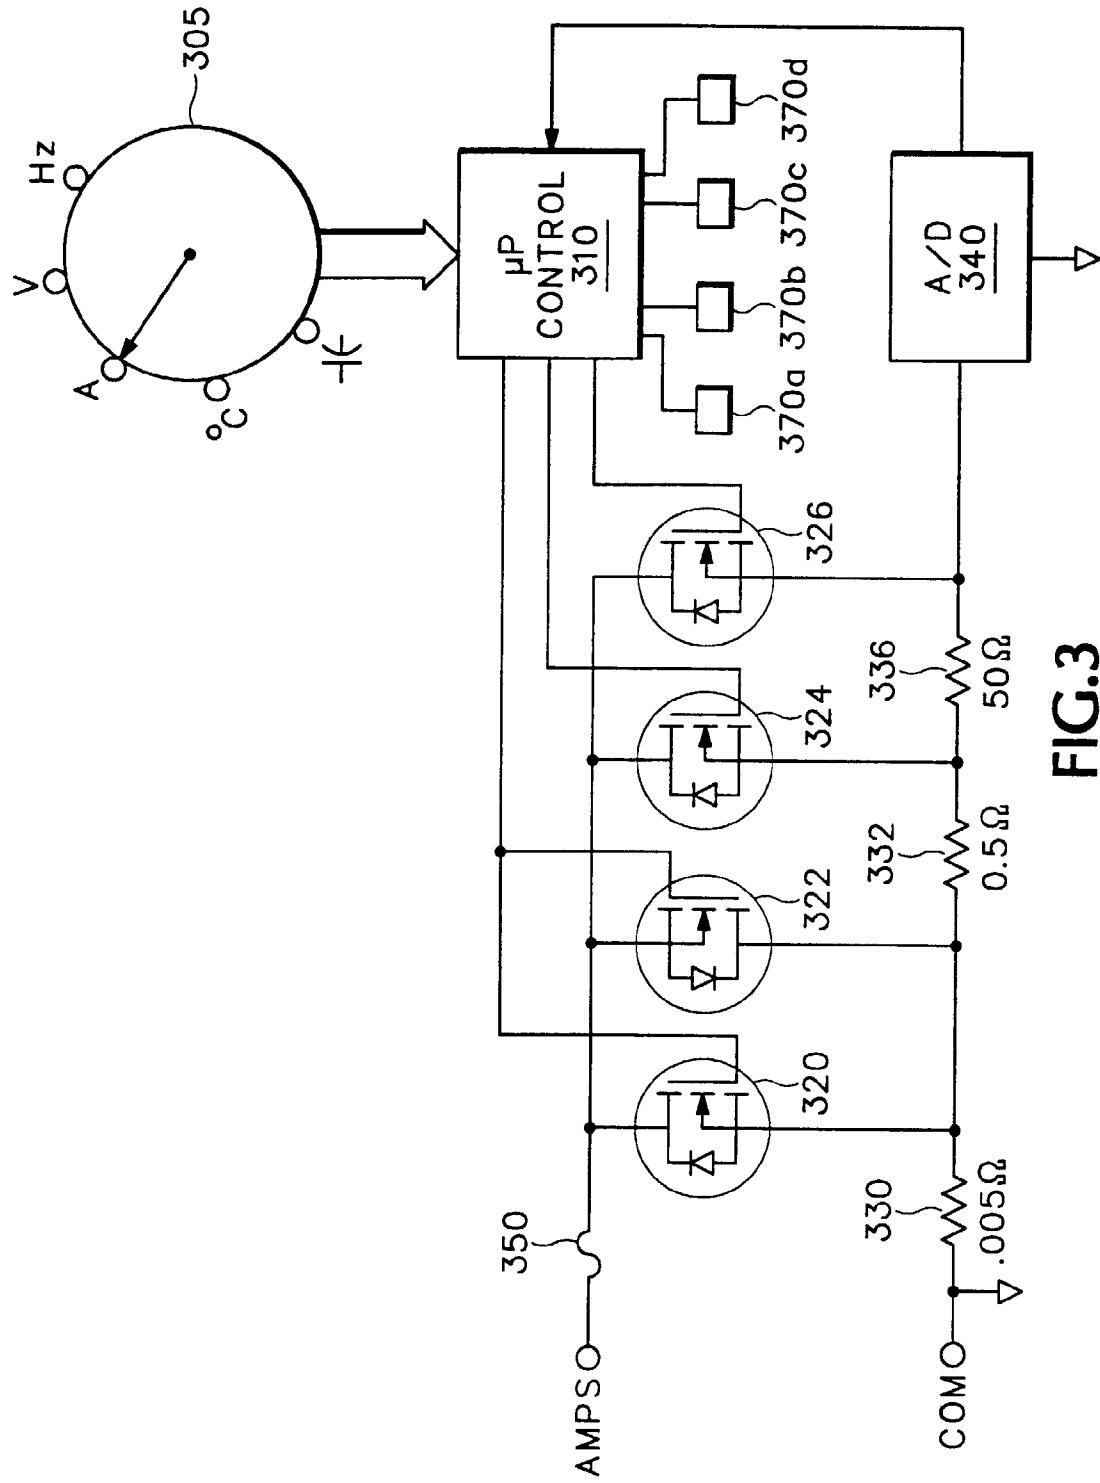 Hz
V
A
°C
305
µP
CONTROL
310
370a
370b
370c
370d
A/D
340
350
AMPS
320
322
324
326
COM
330
.005Ω
332
0.5Ω
336
50Ω
FIG.3